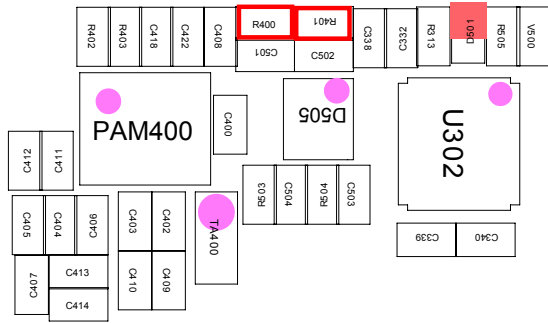 R402
R403
C418
C422
C408
R400
R401
C501
C502
C338
C332
R313
D501
R505
V500
PAM400
C400
D505
U302
C412
C411
R503
C504
R504
C503
C405
C404
C406
C403
C402
TA400
C339
C340
C407
C413
C414
C410
C409